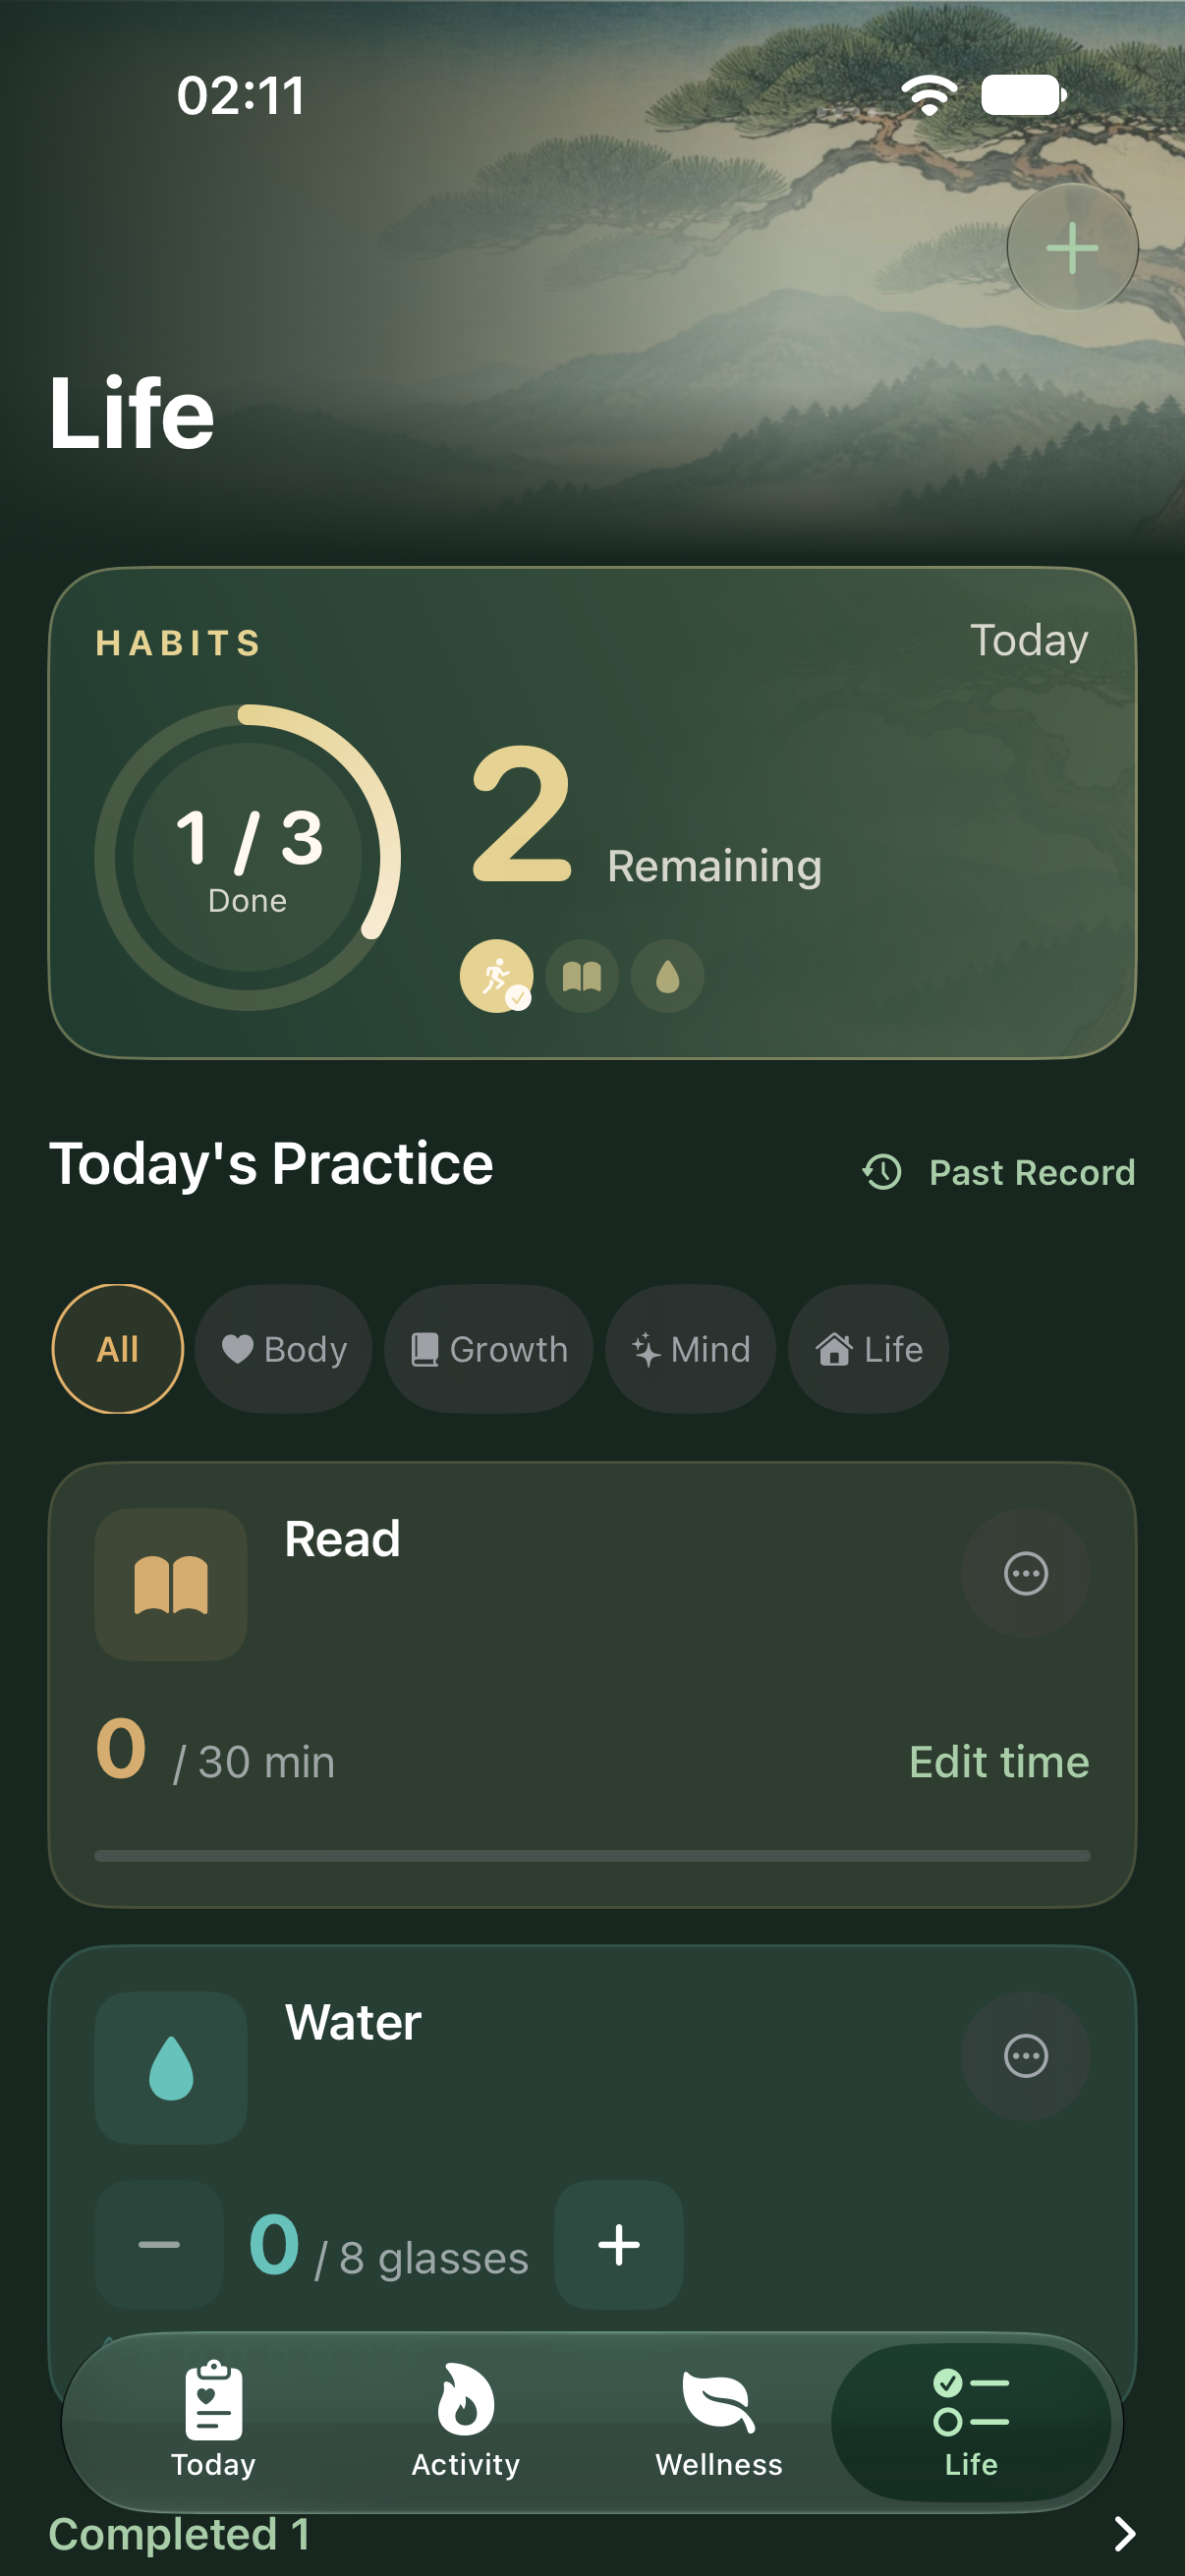 02:11
Life
HABITS
Today
1 / 3
Done
2 Remaining
Today's Practice
Past Record
All
Body
Growth
Mind
Life
Read
0 / 30 min
Edit time
Water
0 / 8 glasses
Today
Activity
Wellness
Life
Completed 1